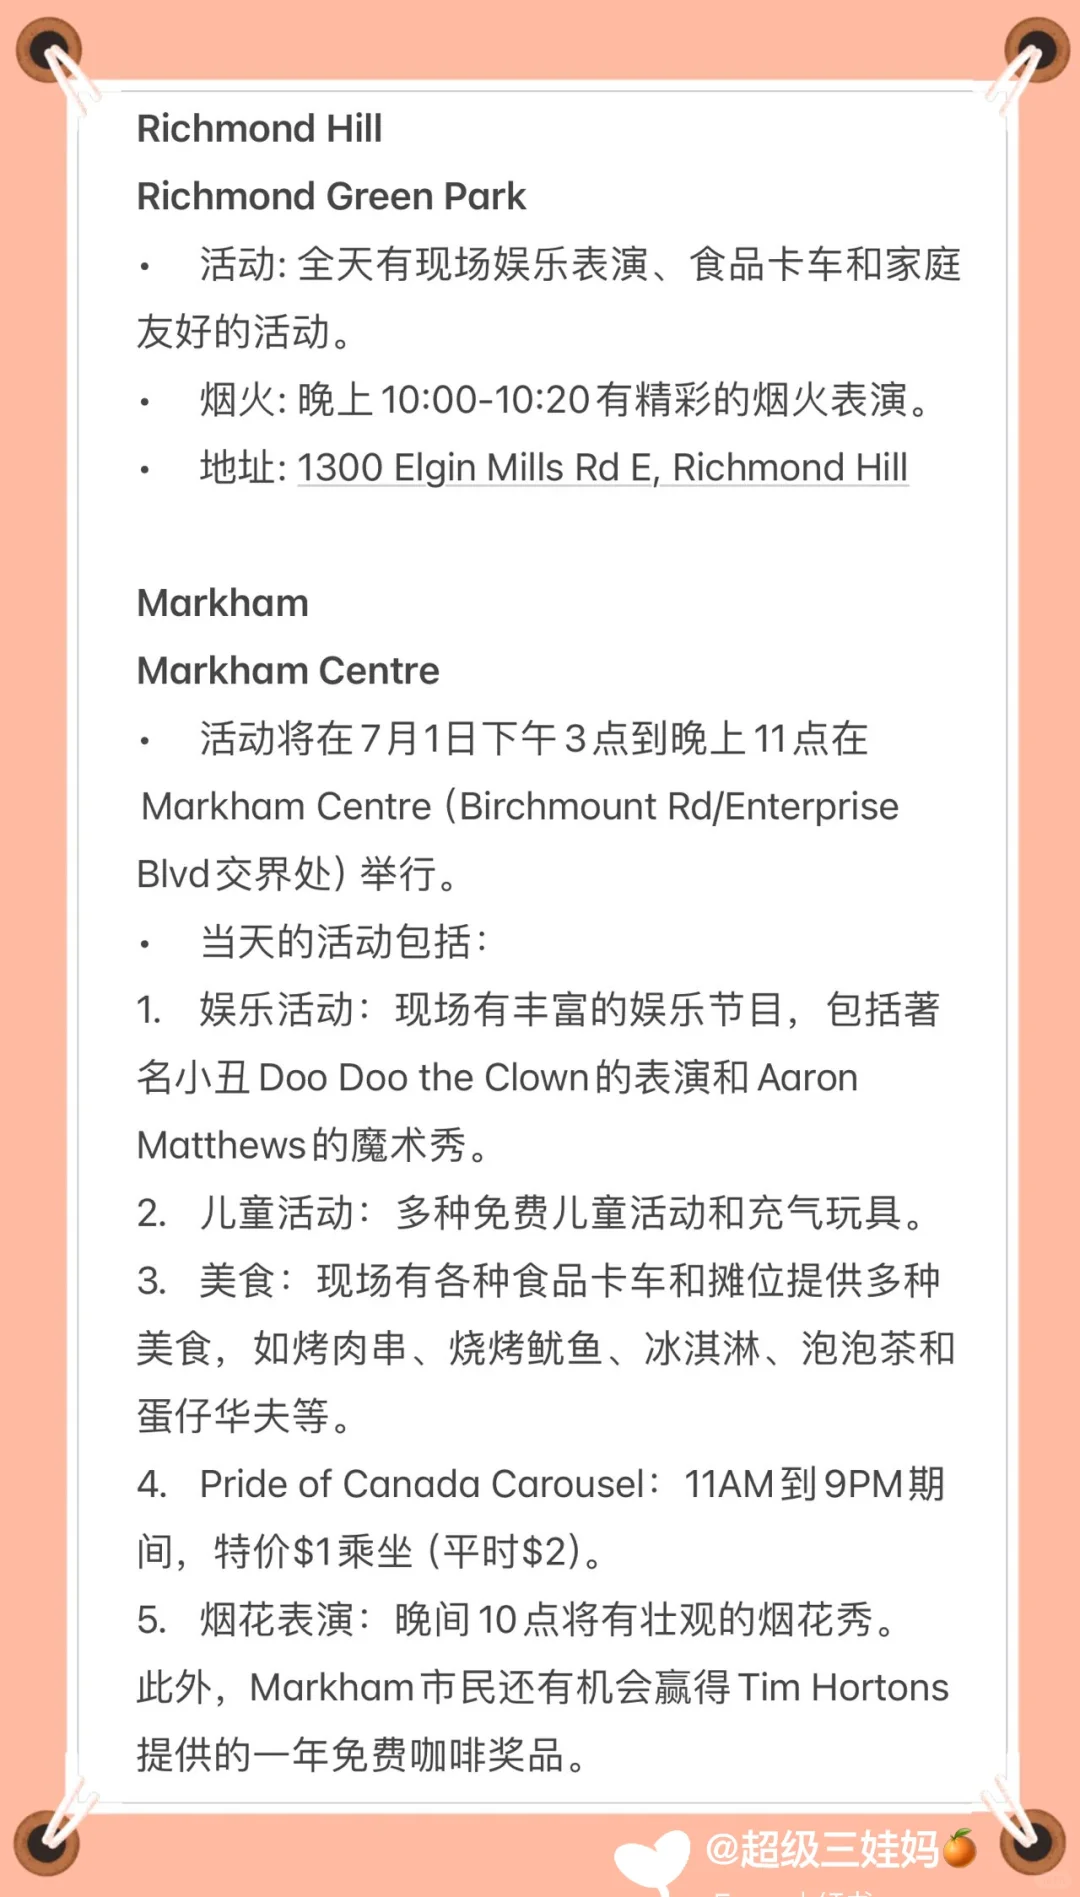 Richmond Hill
Richmond Green Park
• 活动: 全天有现场娱乐表演、食品卡车和家庭
友好的活动。
• 烟火: 晚上10:00-10:20有精彩的烟火表演。
• 地址: 1300 Elgin Mills Rd E, Richmond Hill
Markham
Markham Centre
• 活动将在7月1日下午3点到晚上11点在
Markham Centre (Birchmount Rd/Enterprise
Blvd交界处) 举行。
• 当天的活动包括：
1. 娱乐活动：现场有丰富的娱乐节目，包括著
名小丑Doo Doo the Clown的表演和Aaron
Matthews的魔术秀。
2. 儿童活动：多种免费儿童活动和充气玩具。
3. 美食：现场有各种食品卡车和摊位提供多种
美食，如烤肉串、烧烤鱿鱼、冰淇淋、泡泡茶和
蛋仔华夫等。
4. Pride of Canada Carousel：11AM到9PM期
间，特价$1乘坐 (平时$2)。
5. 烟花表演：晚间10点将有壮观的烟花秀。
此外，Markham市民还有机会赢得Tim Hortons
提供的一年免费咖啡奖品。
@超级三娃妈🍊